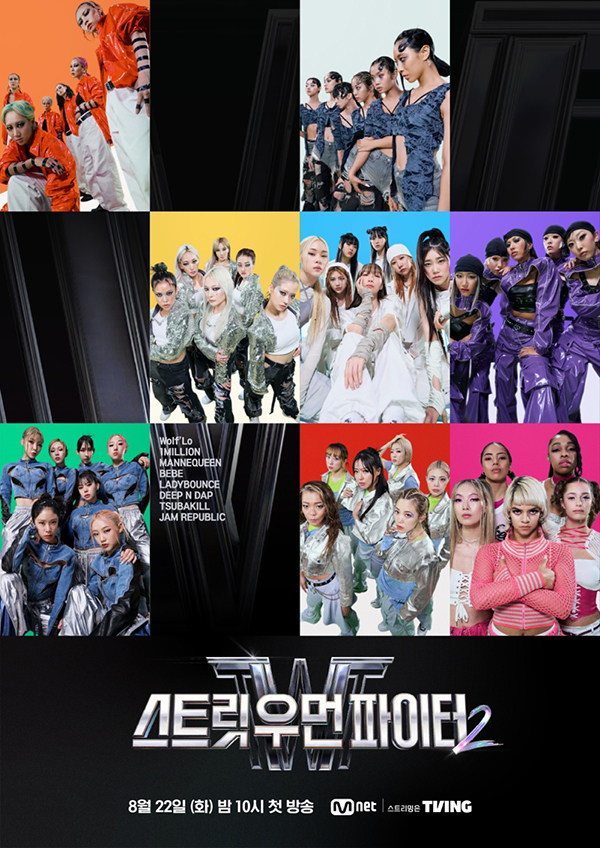 Wolf'Lo
1MILLION
MANNEQUEEN
BEBE
LADYBOUNCE
DEEP N DAP
TSUBAKILL
JAM REPUBLIC
스트릿 우먼 파이터 2
8월 22일 (화) 밤 10시 첫 방송
Mnet
스트리밍은 TVING